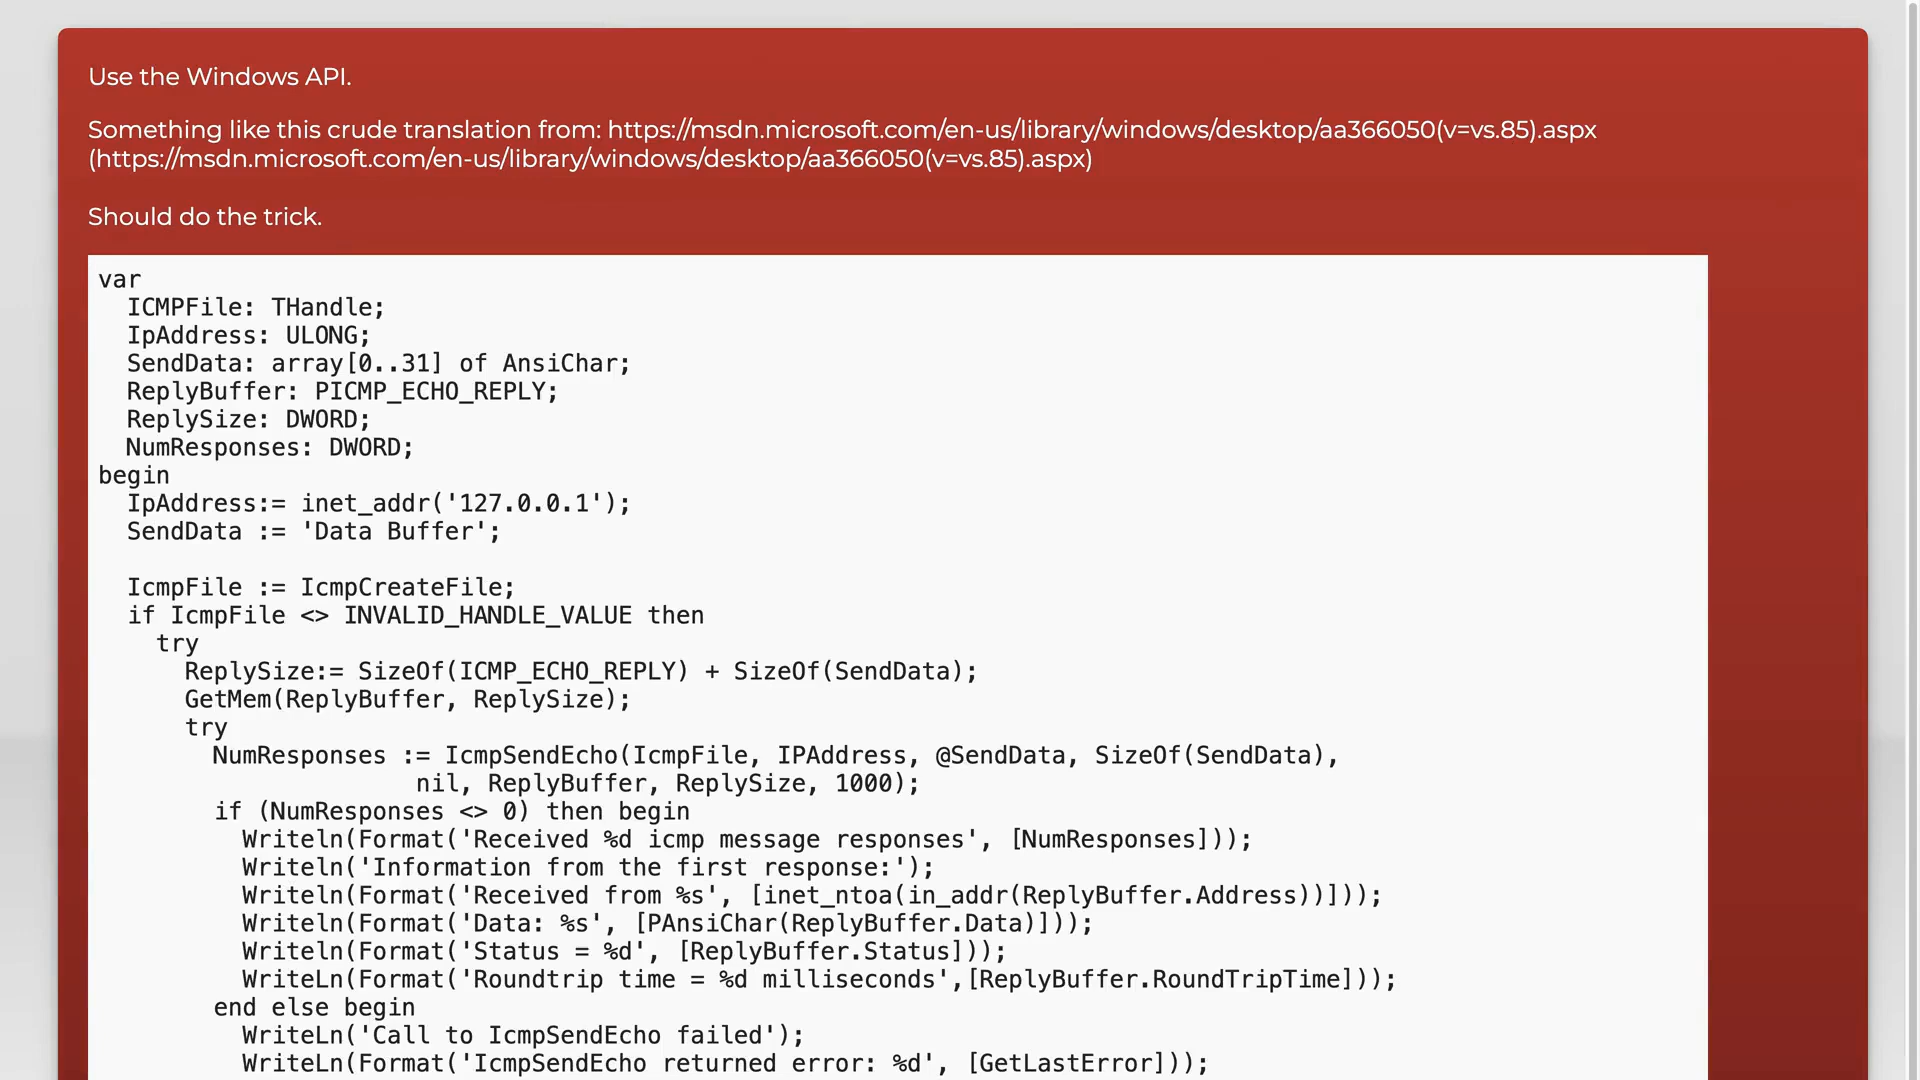 Use the Windows API.
Something like this crude translation from: https://msdn.microsoft.com/en-us/library/windows/desktop/aa366050(v=vs.85).aspx
(https://msdn.microsoft.com/en-us/library/windows/desktop/aa366050(v=vs.85).aspx)
Should do the trick.
var
  ICMPFile: THandle;
  IpAddress: ULONG;
  SendData: array[0..31] of AnsiChar;
  ReplyBuffer: PICMP_ECHO_REPLY;
  ReplySize: DWORD;
  NumResponses: DWORD;
begin
  IpAddress:= inet_addr('127.0.0.1');
  SendData := 'Data Buffer';
  IcmpFile := IcmpCreateFile;
  if IcmpFile <> INVALID_HANDLE_VALUE then
    try
      ReplySize:= SizeOf(ICMP_ECHO_REPLY) + SizeOf(SendData);
      GetMem(ReplyBuffer, ReplySize);
      try
        NumResponses := IcmpSendEcho(IcmpFile, IPAddress, @SendData, SizeOf(SendData),
                      nil, ReplyBuffer, ReplySize, 1000);
        if (NumResponses <> 0) then begin
          Writeln(Format('Received %d icmp message responses', [NumResponses]));
          Writeln('Information from the first response:');
          Writeln(Format('Received from %s', [inet_ntoa(in_addr(ReplyBuffer.Address))]));
          Writeln(Format('Data: %s', [PAnsiChar(ReplyBuffer.Data)]));
          Writeln(Format('Status = %d', [ReplyBuffer.Status]));
          WriteLn(Format('Roundtrip time = %d milliseconds',[ReplyBuffer.RoundTripTime]));
        end else begin
          WriteLn('Call to IcmpSendEcho failed');
          WriteLn(Format('IcmpSendEcho returned error: %d', [GetLastError]));